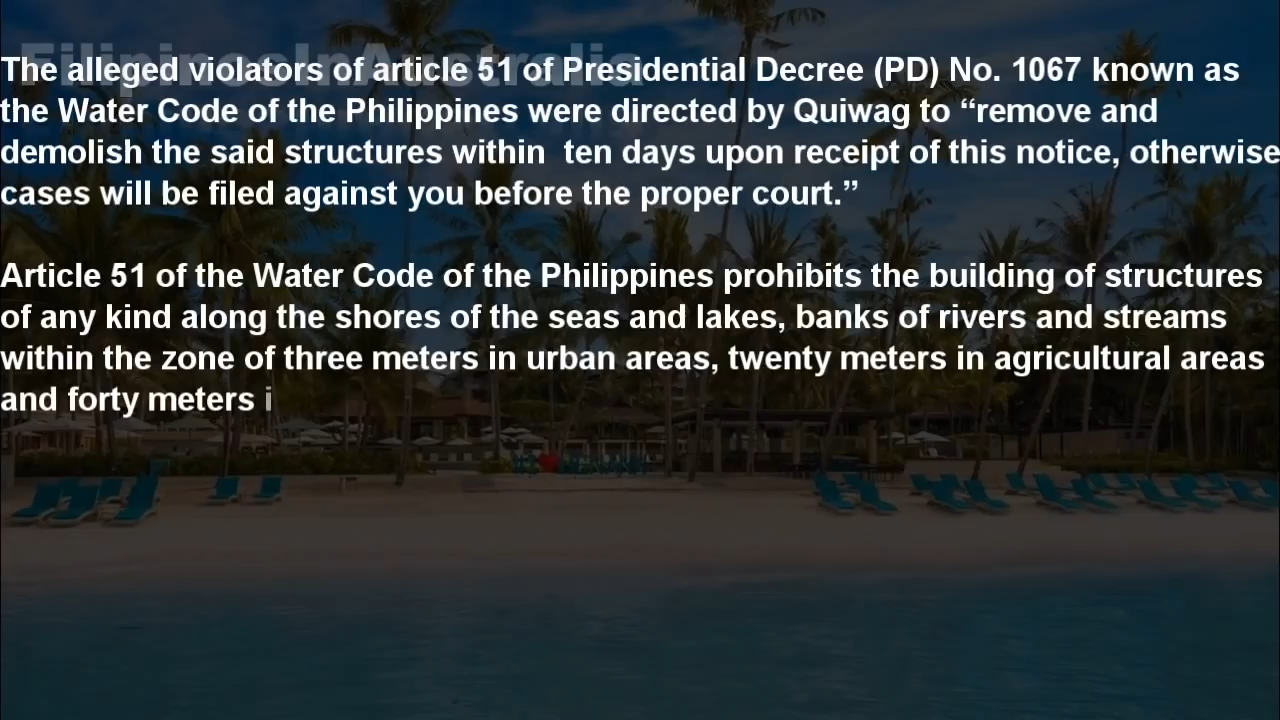 FilipinosInAustralia
The alleged violators of article 51 of Presidential Decree (PD) No. 1067 known as
the Water Code of the Philippines were directed by Quiwag to “remove and
demolish the said structures within  ten days upon receipt of this notice, otherwise
cases will be filed against you before the proper court.”
Article 51 of the Water Code of the Philippines prohibits the building of structures
of any kind along the shores of the seas and lakes, banks of rivers and streams
within the zone of three meters in urban areas, twenty meters in agricultural areas
and forty meters i